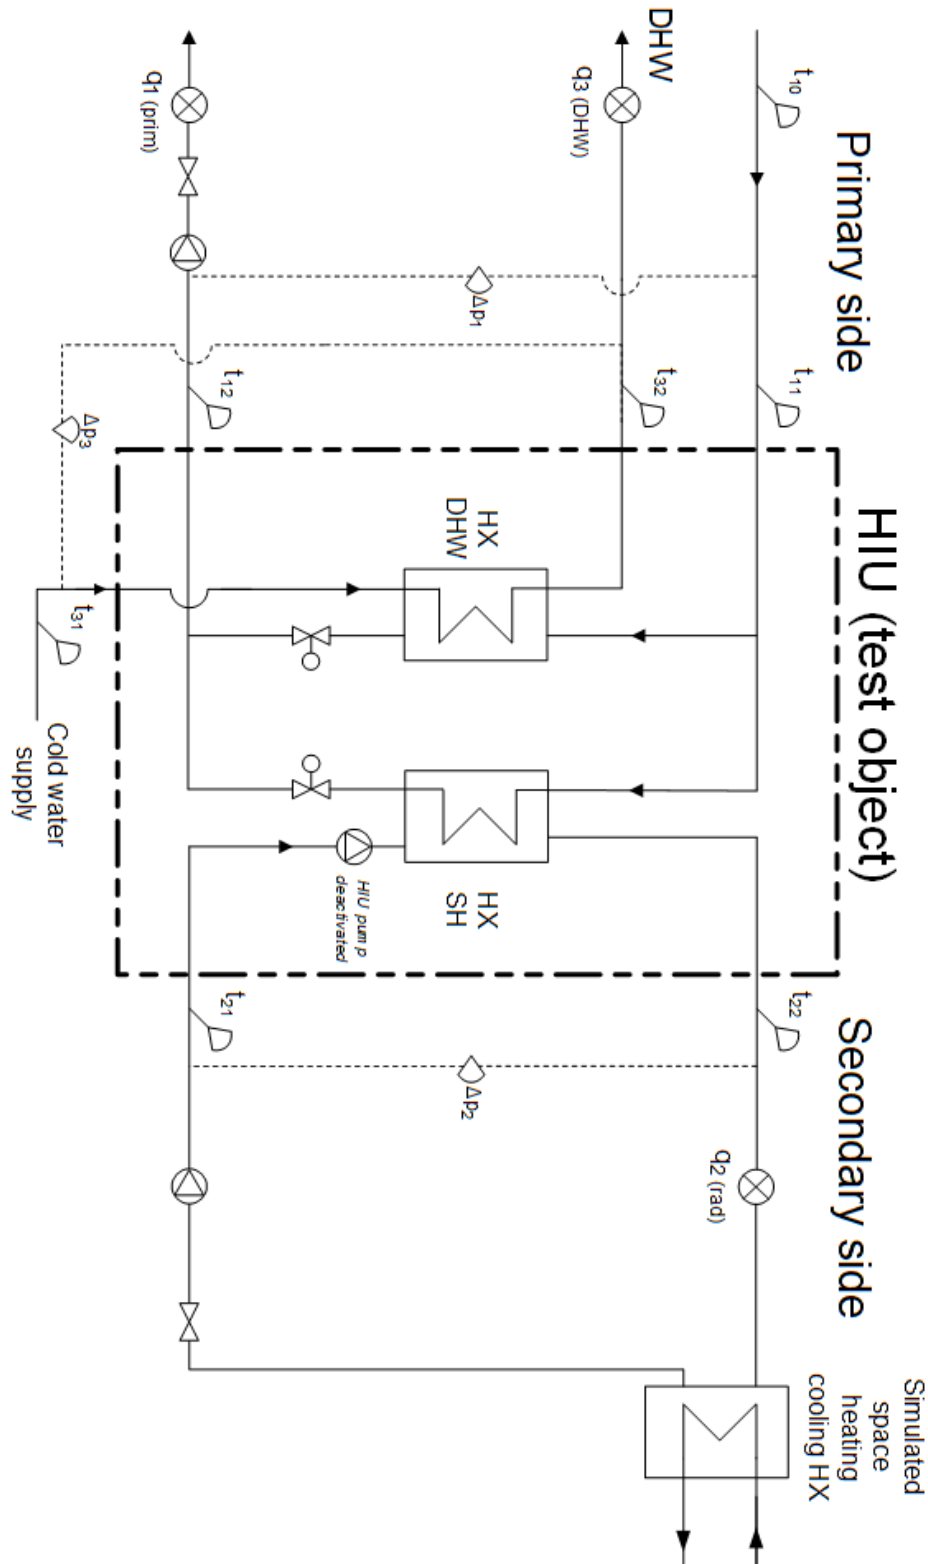 Primary side
HIU (test object)
Secondary side
Simulated
space
heating
cooling HX
t10
t11
t22
DHW
q3 (DHW)
t32
q2 (rad)
Δp1
HX
DHW
HX
SH
Δp2
HIU pump
deactivated
q1 (prim)
t12
t21
Δp3
t31
Cold water
supply